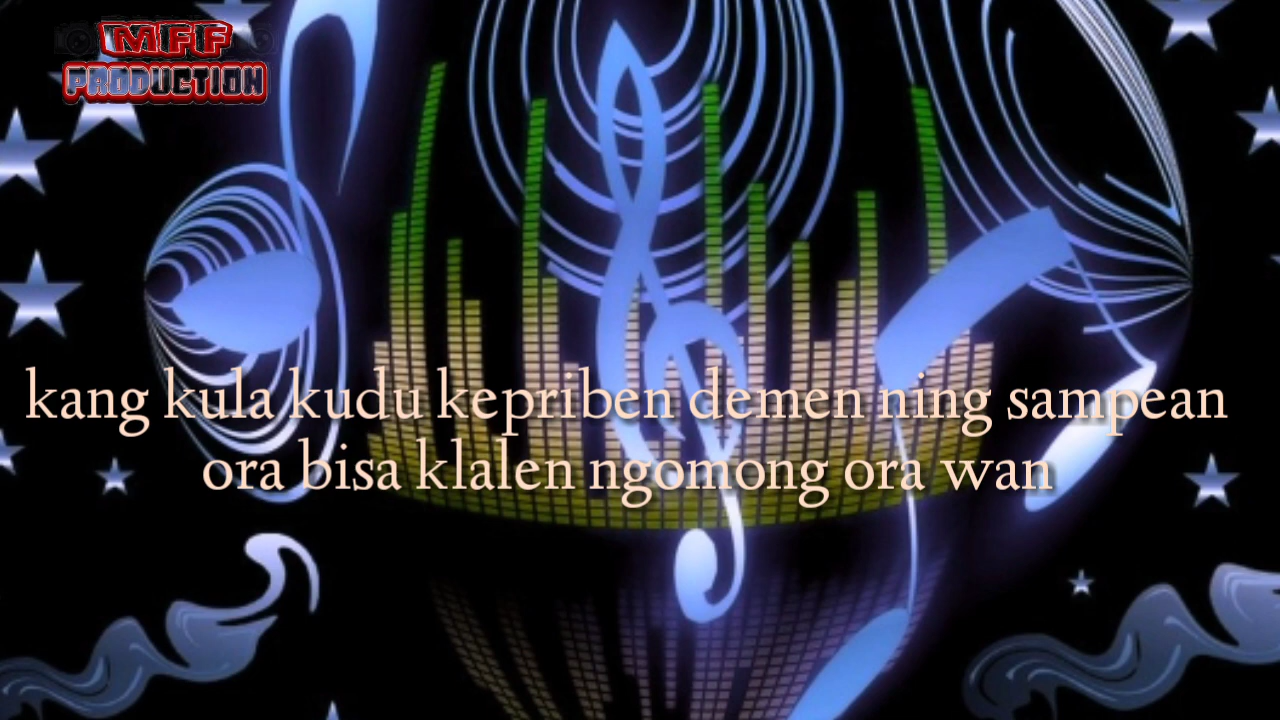 MFF
PRODUCTION
kang kula kudu kepriben demen ning sampean
ora bisa klalen ngomong ora wan